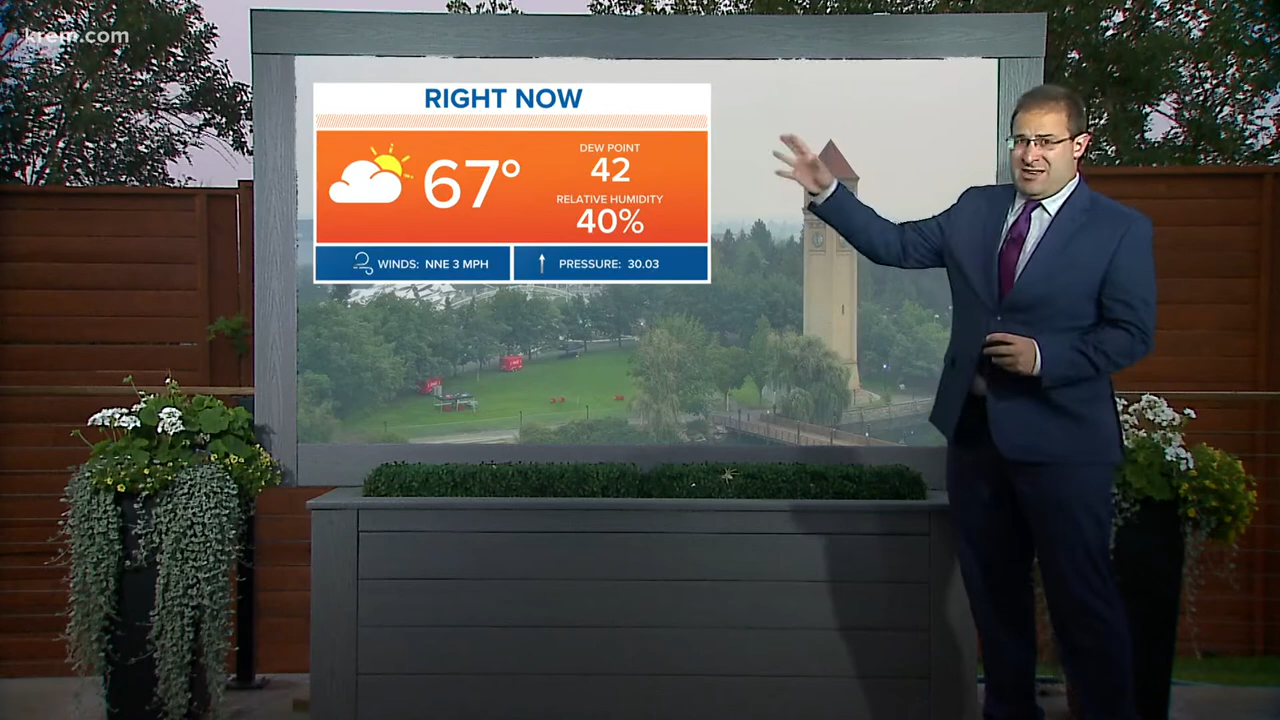 krem.com
RIGHT NOW
67°
DEW POINT
42
RELATIVE HUMIDITY
40%
WINDS: NNE 3 MPH
PRESSURE: 30.03